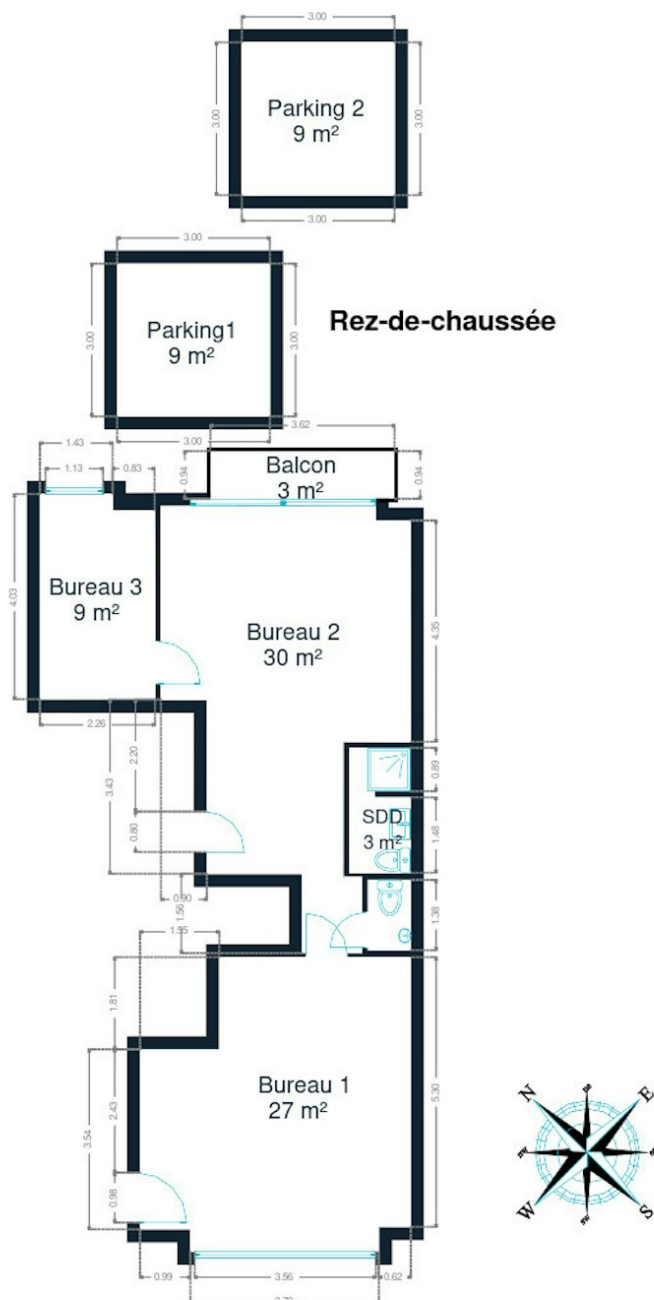 3.00
Parking 2
9 m²
3.00
3.00
3.00
3.00
Parking1
9 m²
3.00
3.00
3.00
Rez-de-chaussée
3.62
1.43
1.13
0.83
0.94
Balcon
3 m²
0.94
Bureau 3
9 m²
4.03
Bureau 2
30 m²
4.35
2.26
2.20
3.43
0.80
0.89
SDD
3 m²
1.48
0.90
1.56
1.38
1.55
1.81
Bureau 1
27 m²
5.30
2.43
3.54
0.98
N
E
W
S
0.99
3.56
0.62